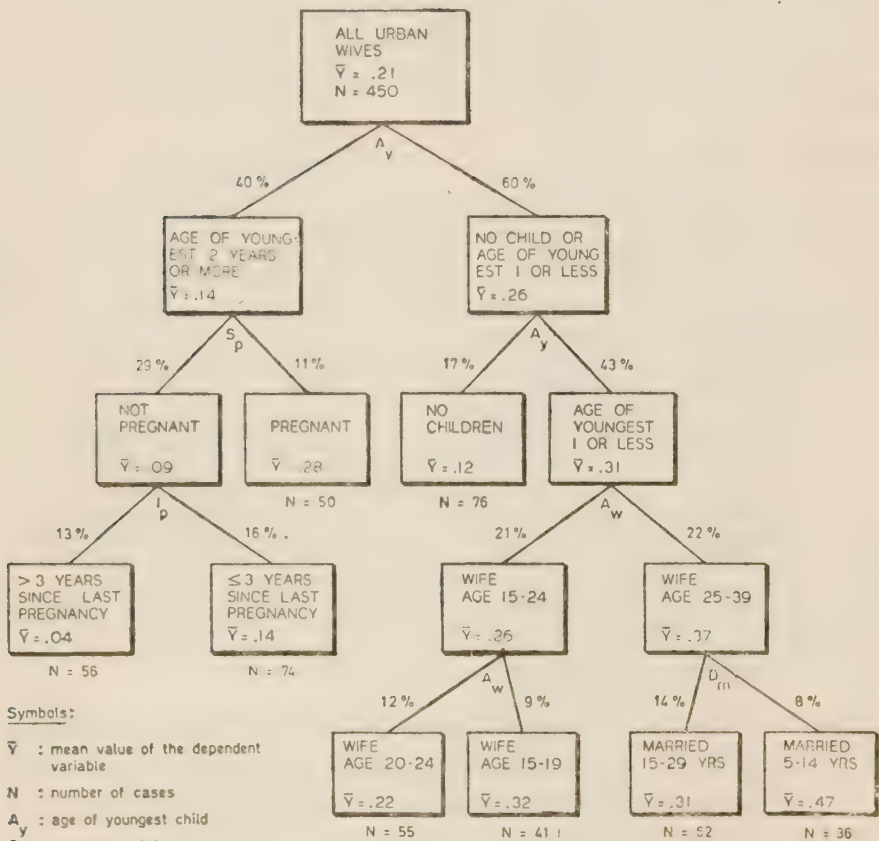 ALL URBAN
WIVES
Ȳ = .21
N = 450
A y
40 %
60 %
AGE OF YOUNG-
EST 2 YEARS
OR MORE
Ȳ = .14
NO CHILD OR
AGE OF YOUNG
EST 1 OR LESS
Ȳ = .26
S p
A y
29 %
11 %
17 %
43 %
NOT
PREGNANT
Ȳ = 09
PREGNANT
Ȳ .28
N = 50
NO
CHILDREN
Ȳ = .12
N = 76
AGE OF
YOUNGEST
1 OR LESS
Ȳ = .31
I p
A w
13 %
16 %
21 %
22 %
> 3 YEARS
SINCE LAST
PREGNANCY
Ȳ = .04
N = 56
≤ 3 YEARS
SINCE LAST
PREGNANCY
Ȳ = .14
N = 74
WIFE
AGE 15-24
Ȳ = .26
WIFE
AGE 25-39
Ȳ = .37
A w
D m
12 %
9 %
14 %
8 %
WIFE
AGE 20-24
Ȳ = .22
N = 55
WIFE
AGE 15-19
Ȳ = .32
N = 41
MARRIED
15-29 YRS
Ȳ = .31
MARRIED
5-14 YRS
Ȳ = .47
N = 36
Symbols:
Ȳ : mean value of the dependent
variable
N : number of cases
A y : age of youngest child